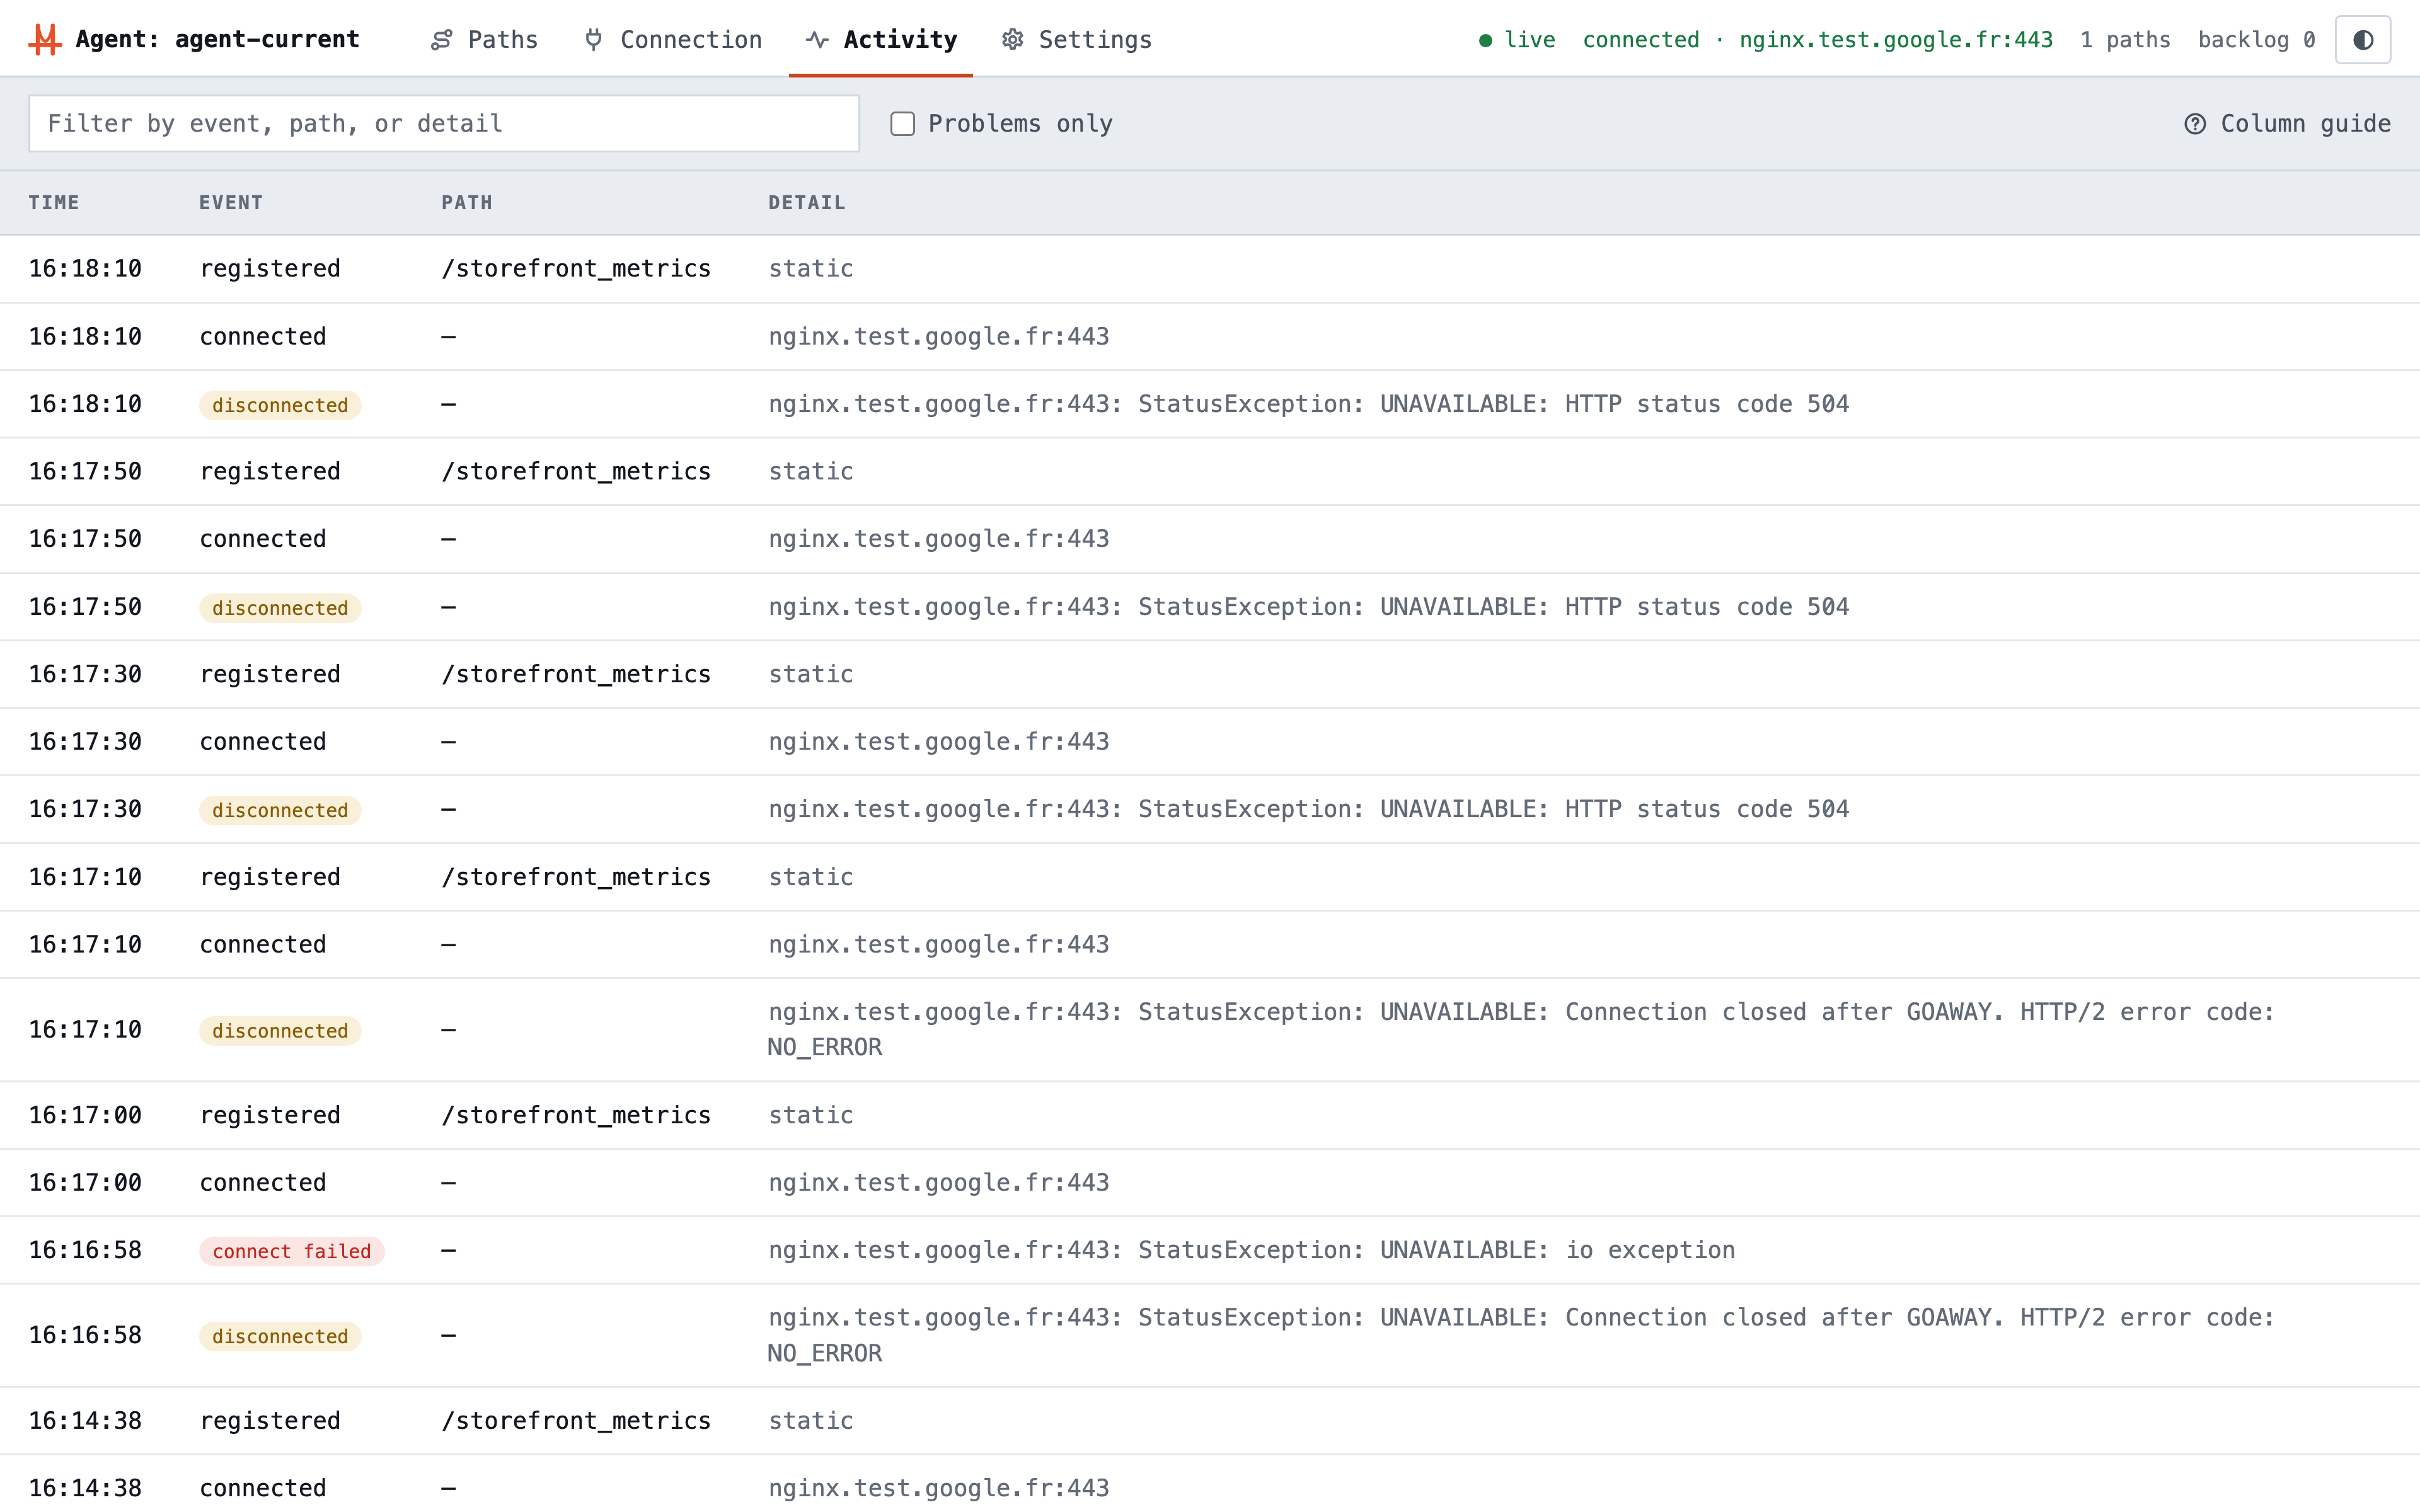 Agent: agent-current Paths Connection Activity Settings live connected · nginx.test.google.fr:443 1 paths backlog 0
Filter by event, path, or detail Problems only Column guide
TIME EVENT PATH DETAIL
16:18:10 registered /storefront_metrics static
16:18:10 connected — nginx.test.google.fr:443
16:18:10 disconnected — nginx.test.google.fr:443: StatusException: UNAVAILABLE: HTTP status code 504
16:17:50 registered /storefront_metrics static
16:17:50 connected — nginx.test.google.fr:443
16:17:50 disconnected — nginx.test.google.fr:443: StatusException: UNAVAILABLE: HTTP status code 504
16:17:30 registered /storefront_metrics static
16:17:30 connected — nginx.test.google.fr:443
16:17:30 disconnected — nginx.test.google.fr:443: StatusException: UNAVAILABLE: HTTP status code 504
16:17:10 registered /storefront_metrics static
16:17:10 connected — nginx.test.google.fr:443
16:17:10 disconnected — nginx.test.google.fr:443: StatusException: UNAVAILABLE: Connection closed after GOAWAY. HTTP/2 error code:
NO_ERROR
16:17:00 registered /storefront_metrics static
16:17:00 connected — nginx.test.google.fr:443
16:16:58 connect failed — nginx.test.google.fr:443: StatusException: UNAVAILABLE: io exception
16:16:58 disconnected — nginx.test.google.fr:443: StatusException: UNAVAILABLE: Connection closed after GOAWAY. HTTP/2 error code:
NO_ERROR
16:14:38 registered /storefront_metrics static
16:14:38 connected — nginx.test.google.fr:443